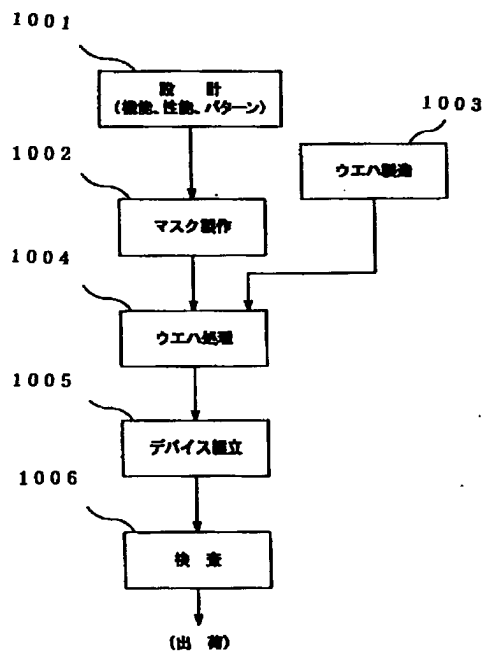 1001
設 計
(機能、性能、パターン)
1002
マスク製作
1003
ウエハ製造
1004
ウエハ処理
1005
デバイス組立
1006
検 査
(出 荷)